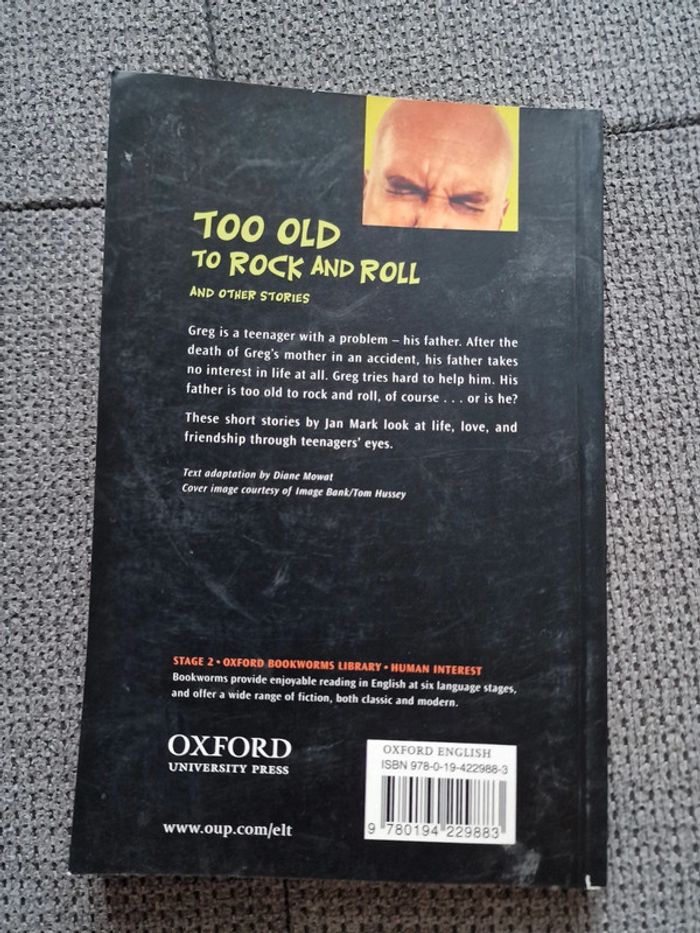 TOO OLD
TO ROCK AND ROLL
AND OTHER STORIES
Greg is a teenager with a problem – his father. After the
death of Greg's mother in an accident, his father takes
no interest in life at all. Greg tries hard to help him. His
father is too old to rock and roll, of course . . . or is he?
These short stories by Jan Mark look at life, love, and
friendship through teenagers' eyes.
Text adaptation by Diane Mowat
Cover image courtesy of Image Bank/Tom Hussey
STAGE 2 • OXFORD BOOKWORMS LIBRARY • HUMAN INTEREST
Bookworms provide enjoyable reading in English at six language stages,
and offer a wide range of fiction, both classic and modern.
OXFORD
UNIVERSITY PRESS
www.oup.com/elt
OXFORD ENGLISH
ISBN 978-0-19-422988-3
9 780194 229883